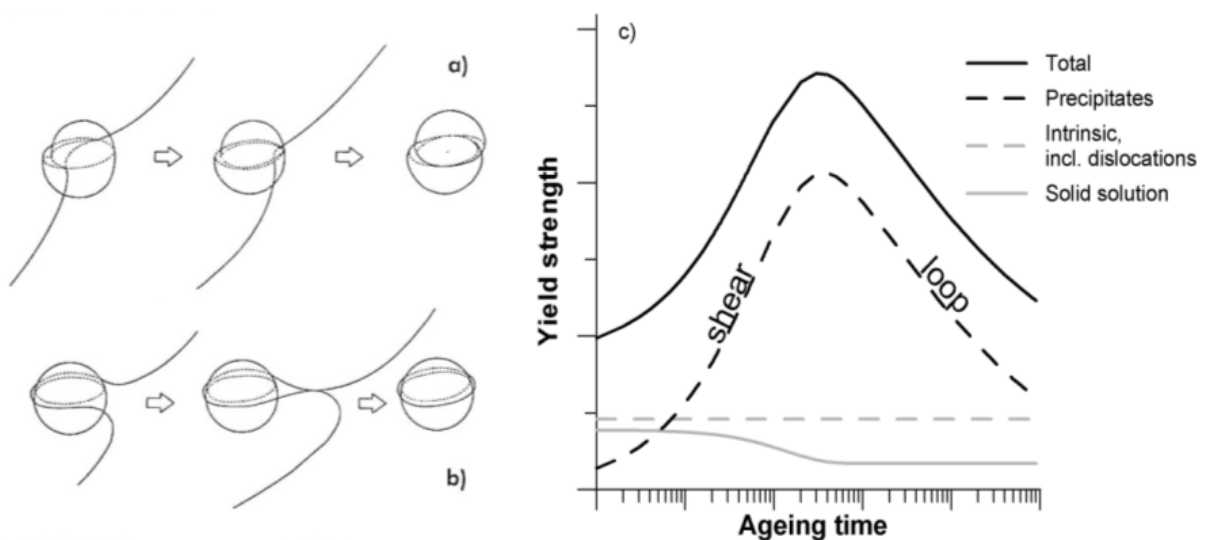 a)
b)
c)
Total
Precipitates
Intrinsic,
incl. dislocations
Solid solution
shear
loop
Yield strength
Ageing time